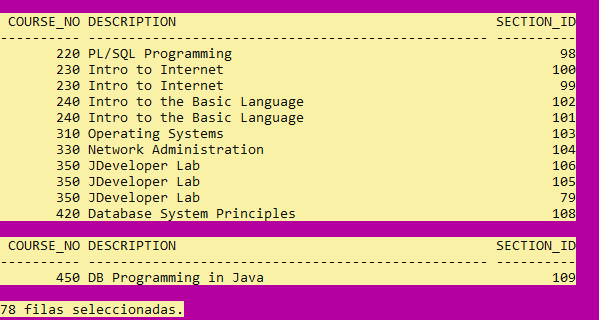 COURSE_NO DESCRIPTION SECTION_ID
---------- -------------------------------------------------- ----------
220 PL/SQL Programming 98
230 Intro to Internet 100
230 Intro to Internet 99
240 Intro to the Basic Language 102
240 Intro to the Basic Language 101
310 Operating Systems 103
330 Network Administration 104
350 JDeveloper Lab 106
350 JDeveloper Lab 105
350 JDeveloper Lab 79
420 Database System Principles 108
COURSE_NO DESCRIPTION SECTION_ID
---------- -------------------------------------------------- ----------
450 DB Programming in Java 109
78 filas seleccionadas.